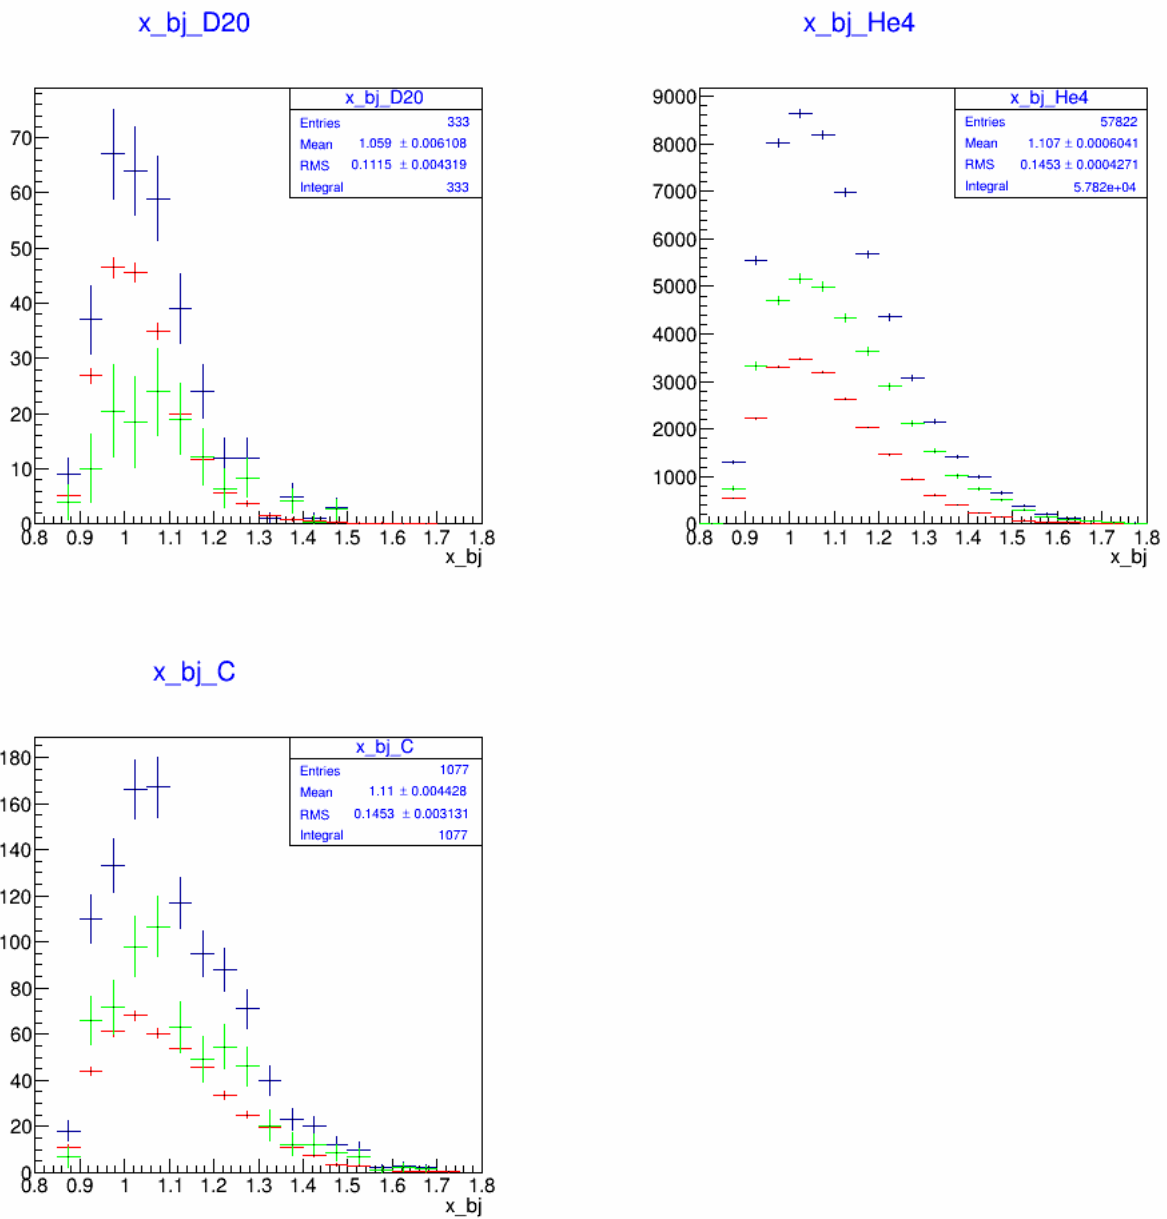 x_bj_D20
x_bj_D20
Entries 333
Mean 1.059 ± 0.006108
RMS 0.1115 ± 0.004319
Integral 333
70
60
50
40
30
20
10
0
0.8 0.9 1 1.1 1.2 1.3 1.4 1.5 1.6 1.7 1.8
x_bj
x_bj_He4
x_bj_He4
Entries 57822
Mean 1.107 ± 0.0006041
RMS 0.1453 ± 0.0004271
Integral 5.782e+04
9000
8000
7000
6000
5000
4000
3000
2000
1000
0
0.8 0.9 1 1.1 1.2 1.3 1.4 1.5 1.6 1.7 1.8
x_bj
x_bj_C
x_bj_C
Entries 1077
Mean 1.11 ± 0.004428
RMS 0.1453 ± 0.003131
Integral 1077
180
160
140
120
100
80
60
40
20
0
0.8 0.9 1 1.1 1.2 1.3 1.4 1.5 1.6 1.7 1.8
x_bj